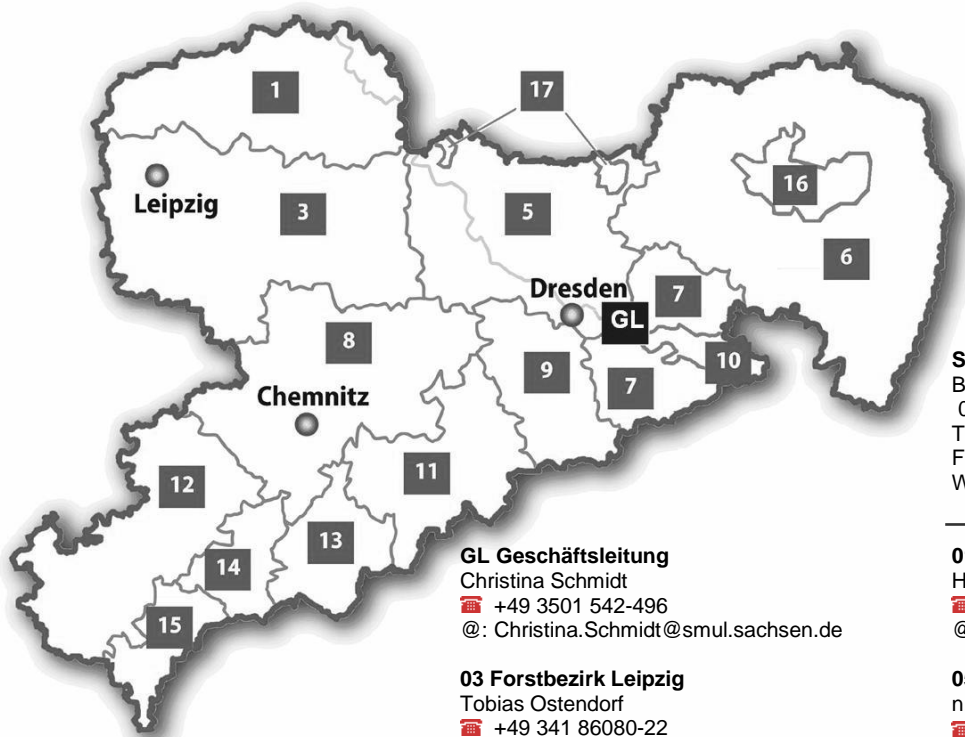 1
17
16
Leipzig
3
5
6
Dresden
7
GL
8
9
7
10
Chemnitz
11
12
13
14
15
GL Geschäftsleitung
Christina Schmidt
+49 3501 542-496
@: Christina.Schmidt@smul.sachsen.de
03 Forstbezirk Leipzig
Tobias Ostendorf
+49 341 86080-22
S
B
0
T
F
W
0
H
@
n